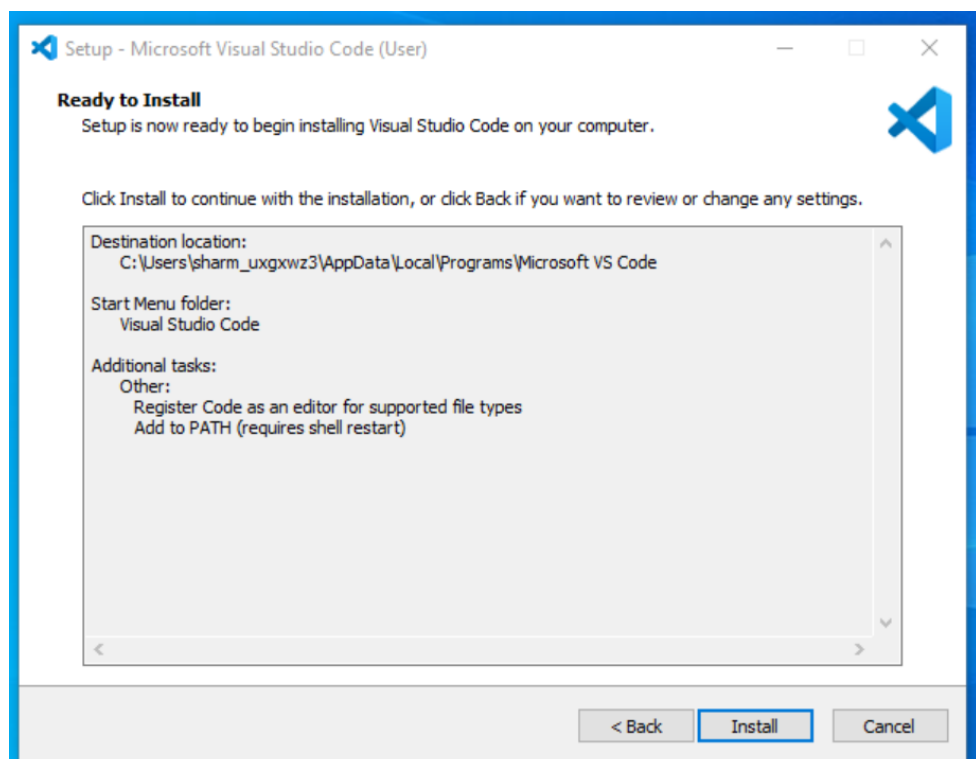 Setup - Microsoft Visual Studio Code (User)
Ready to Install
Setup is now ready to begin installing Visual Studio Code on your computer.
Click Install to continue with the installation, or click Back if you want to review or change any settings.
Destination location:
C:\Users\sharm_uxgxwz3\AppData\Local\Programs\Microsoft VS Code
Start Menu folder:
Visual Studio Code
Additional tasks:
Other:
Register Code as an editor for supported file types
Add to PATH (requires shell restart)
< Back Install Cancel